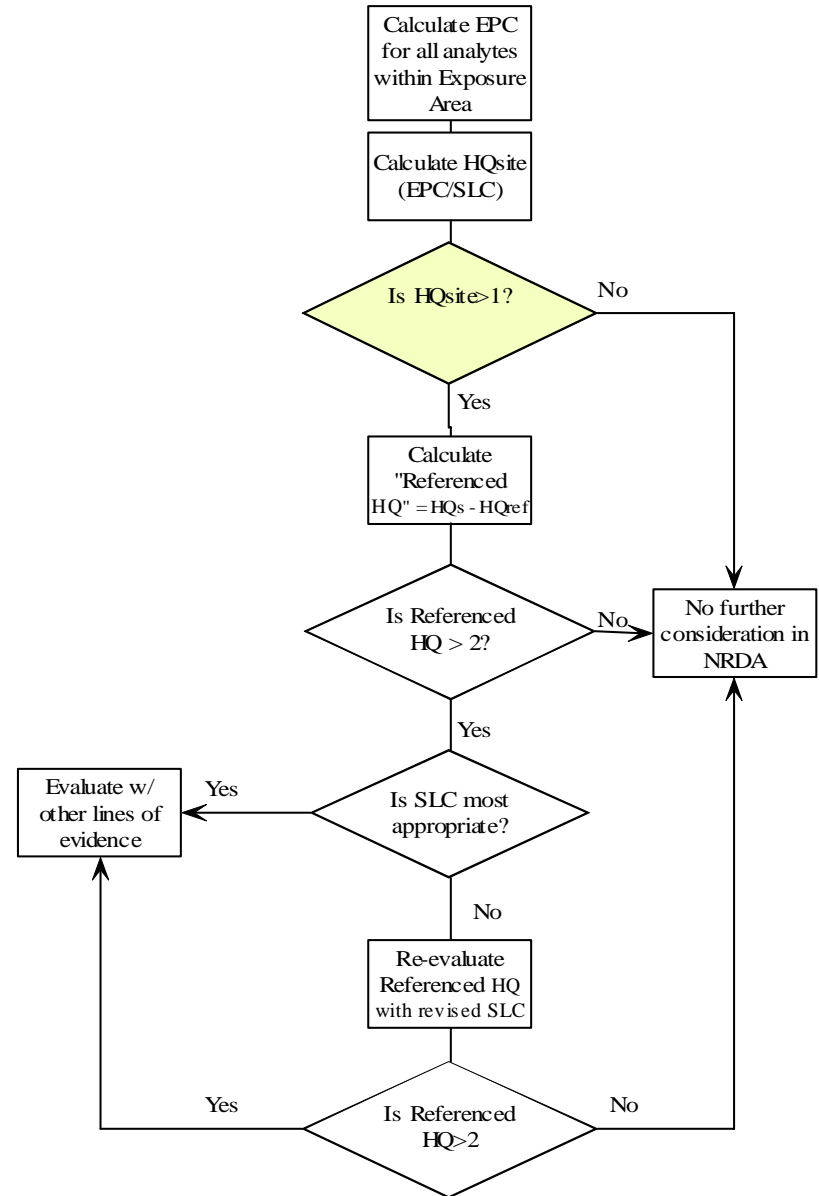 Calculate EPC
for all analytes
within Exposure
Area
Calculate HQsite
(EPC/SLC)
Is HQsite>1?
No
Yes
Calculate
"Referenced
HQ" = HQs - HQref
Is Referenced
HQ > 2?
No
No further
consideration in
NRDA
Yes
Evaluate w/
other lines of
evidence
Yes
Is SLC most
appropriate?
No
Re-evaluate
Referenced HQ
with revised SLC
Yes
Is Referenced
HQ>2
No